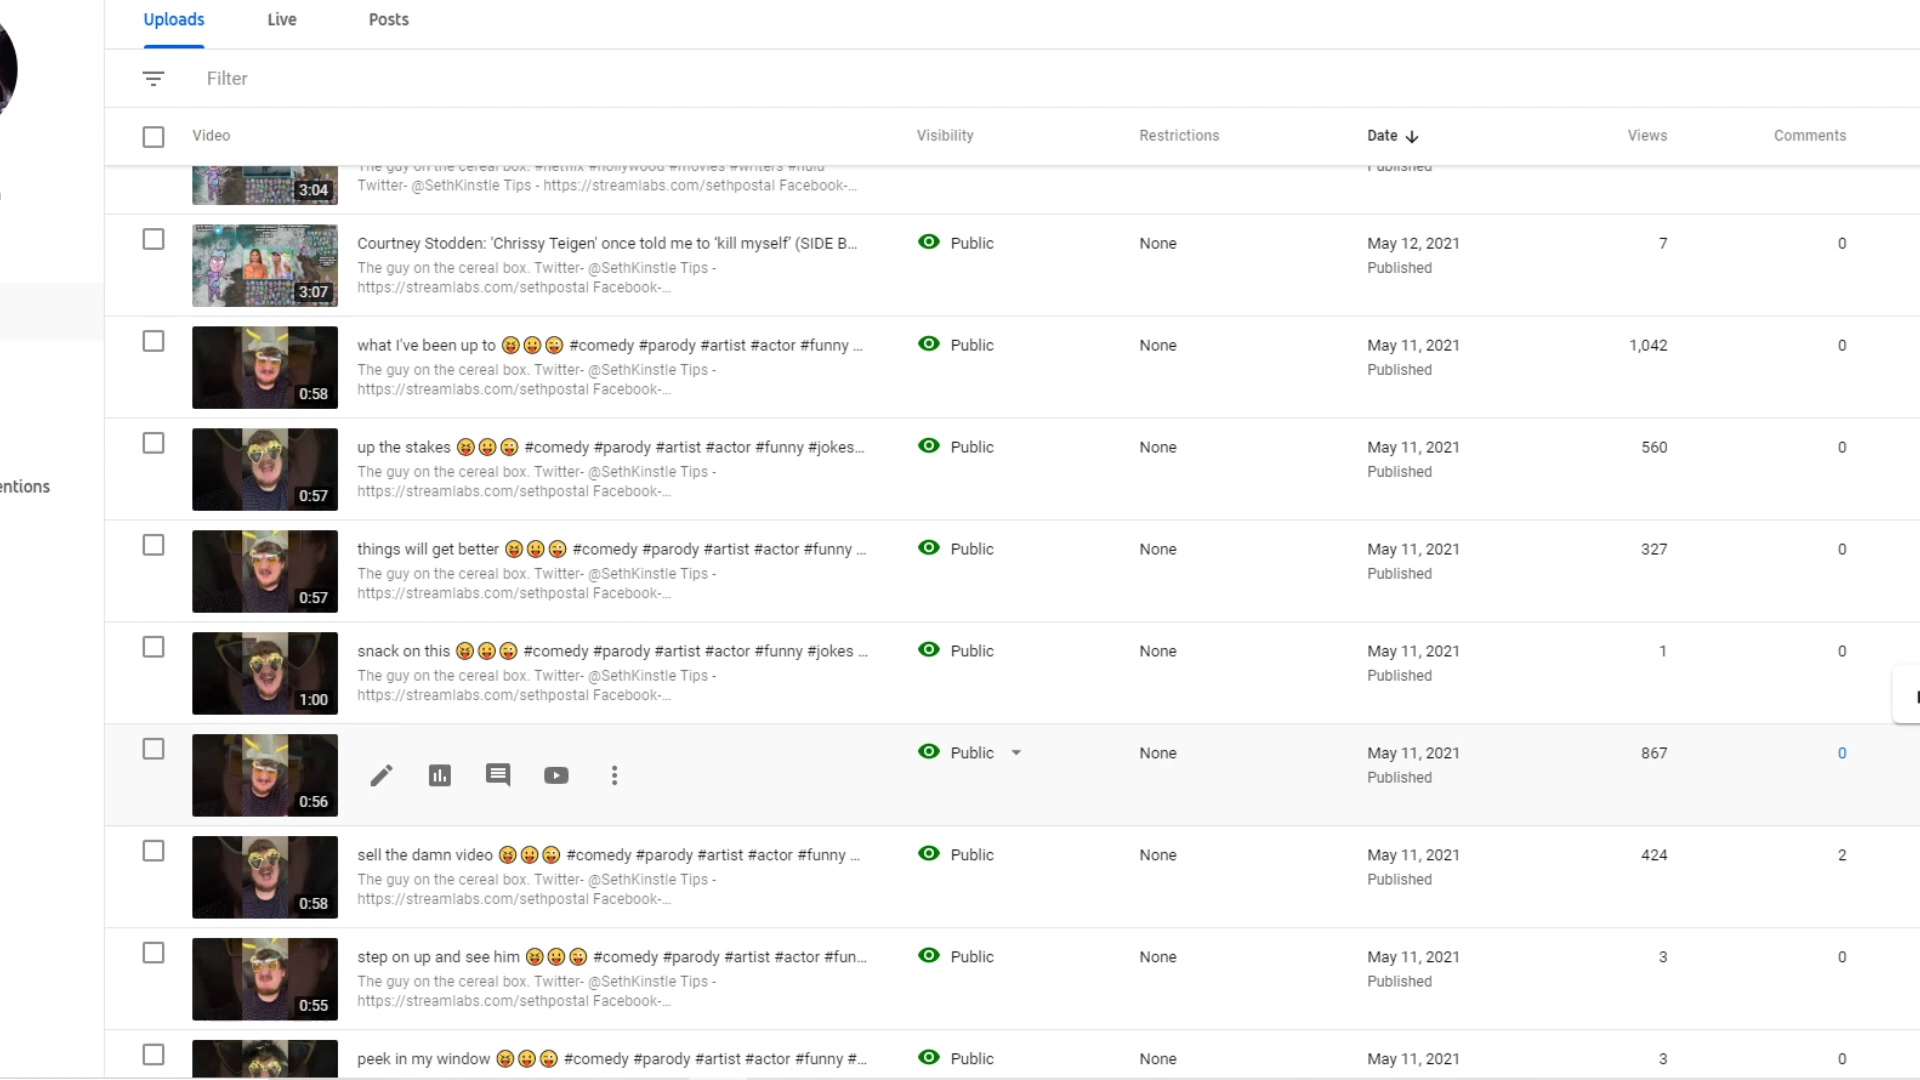 Uploads Live Posts
Filter
Video Visibility Restrictions Date Views Comments
The guy on the cereal box. #netflix #hollywood #movies #writers #hulu
Published
3:04
Twitter- @SethKinstle Tips - https://streamlabs.com/sethpostal Facebook-...
Courtney Stodden: 'Chrissy Teigen' once told me to 'kill myself' (SIDE B... Public None May 12, 2021 7 0
The guy on the cereal box. Twitter- @SethKinstle Tips - Published
3:07 https://streamlabs.com/sethpostal Facebook-...
what I've been up to 😝😛😜 #comedy #parody #artist #actor #funny ... Public None May 11, 2021 1,042 0
The guy on the cereal box. Twitter- @SethKinstle Tips - Published
0:58 https://streamlabs.com/sethpostal Facebook-...
up the stakes 😝😛😜 #comedy #parody #artist #actor #funny #jokes... Public None May 11, 2021 560 0
The guy on the cereal box. Twitter- @SethKinstle Tips - Published
0:57 https://streamlabs.com/sethpostal Facebook-...
entions
things will get better 😝😛😜 #comedy #parody #artist #actor #funny ... Public None May 11, 2021 327 0
The guy on the cereal box. Twitter- @SethKinstle Tips - Published
0:57 https://streamlabs.com/sethpostal Facebook-...
snack on this 😝😛😜 #comedy #parody #artist #actor #funny #jokes ... Public None May 11, 2021 1 0
The guy on the cereal box. Twitter- @SethKinstle Tips - Published
1:00 https://streamlabs.com/sethpostal Facebook-...
Public None May 11, 2021 867 0
Published
0:56
sell the damn video 😝😛😜 #comedy #parody #artist #actor #funny ... Public None May 11, 2021 424 2
The guy on the cereal box. Twitter- @SethKinstle Tips - Published
0:58 https://streamlabs.com/sethpostal Facebook-...
step on up and see him 😝😛😜 #comedy #parody #artist #actor #fun... Public None May 11, 2021 3 0
The guy on the cereal box. Twitter- @SethKinstle Tips - Published
0:55 https://streamlabs.com/sethpostal Facebook-...
peek in my window 😝😛😜 #comedy #parody #artist #actor #funny #... Public None May 11, 2021 3 0